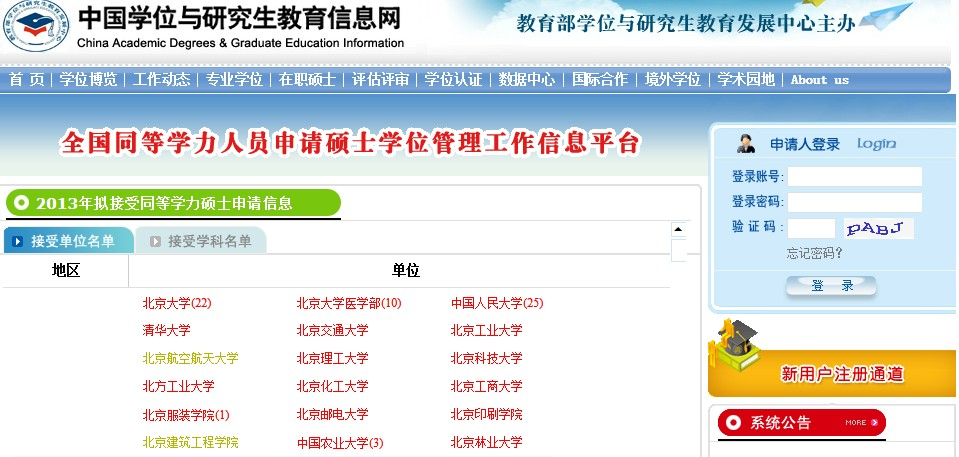 中国学位与研究生教育信息网
China Academic Degrees & Graduate Education Information
教育部学位与研究生教育发展中心主办
首 页 | 学位博览 | 工作动态 | 专业学位 | 在职硕士 | 评估评审 | 学位认证 | 数据中心 | 国际合作 | 境外学位 | 学术园地 | About us
全国同等学力人员申请硕士学位管理工作信息平台
2013年拟接受同等学力硕士申请信息
接受单位名单 接受学科名单
地区 单位
北京大学(22) 北京大学医学部(10) 中国人民大学(25)
清华大学 北京交通大学 北京工业大学
北京航空航天大学 北京理工大学 北京科技大学
北方工业大学 北京化工大学 北京工商大学
北京服装学院(1) 北京邮电大学 北京印刷学院
北京建筑工程学院 中国农业大学(3) 北京林业大学
申请人登录 Login
登录账号:
登录密码:
验 证 码 : PABJ
忘记密码？
登 录
新用户注册通道
系统公告 MORE